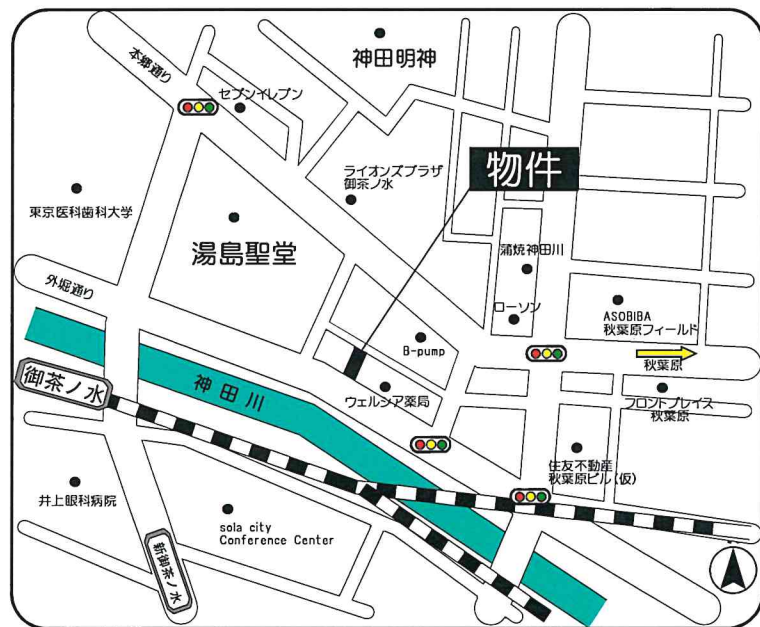 神田明神
本郷通り
セブンイレブン
物件
ライオンズプラザ
御茶ノ水
東京医科歯科大学
湯島聖堂
蒲焼神田川
外堀通り
ローソン
ASOBIBA
秋葉原フィールド
B-pump
秋葉原
御茶ノ水
神田川
ウェルシア薬局
フロントプレイス
秋葉原
住友不動産
秋葉原ビル(仮)
井上眼科病院
sola city
Conference Center
新御茶ノ水